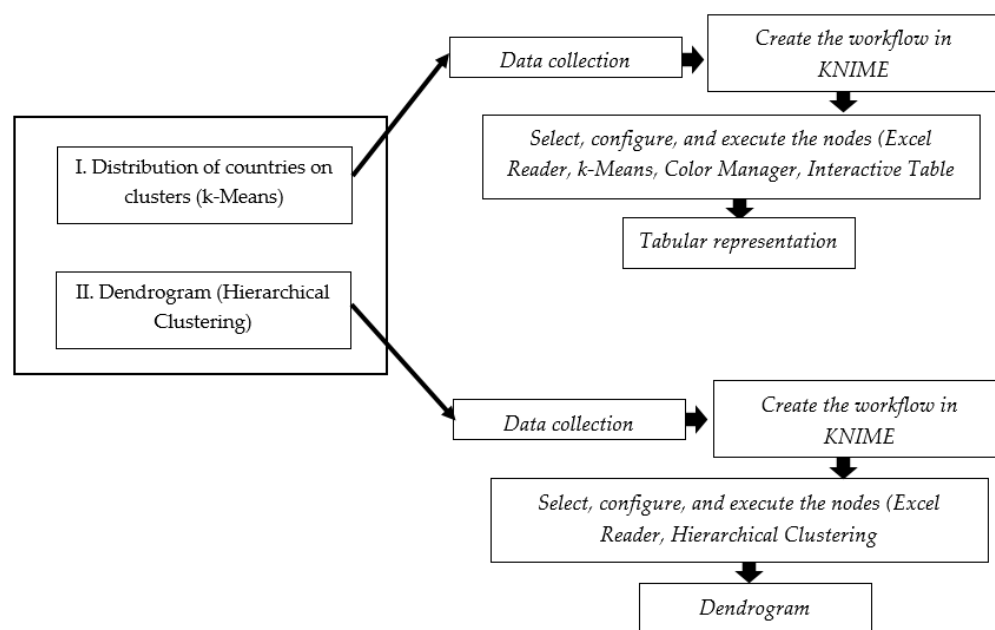 Data collection
Create the workflow in
KNIME
Select, configure, and execute the nodes (Excel
Reader, k-Means, Color Manager, Interactive Table
Tabular representation
I. Distribution of countries on
clusters (k-Means)
II. Dendrogram (Hierarchical
Clustering)
Data collection
Create the workflow in
KNIME
Select, configure, and execute the nodes (Excel
Reader, Hierarchical Clustering
Dendrogram